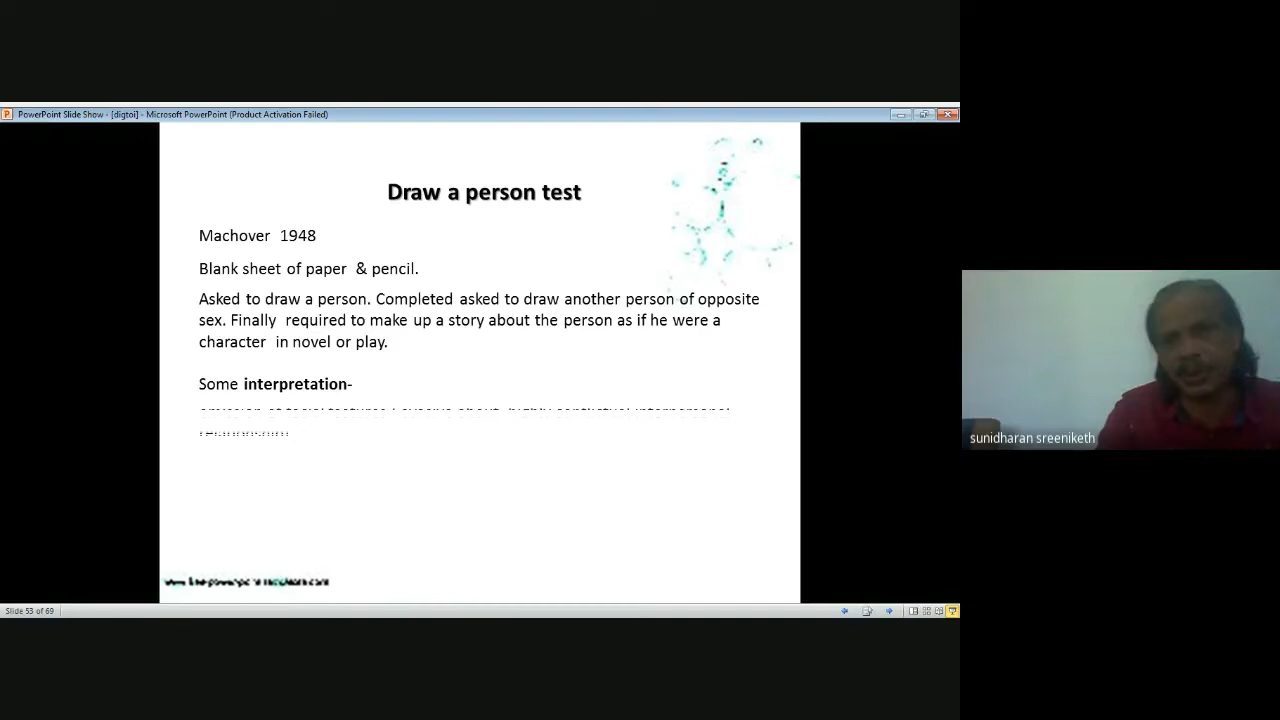 PowerPoint Slide Show - [digtoi] - Microsoft PowerPoint (Product Activation Failed)
Draw a person test
Machover 1948
Blank sheet of paper & pencil.
Asked to draw a person. Completed asked to draw another person of opposite
sex. Finally required to make up a story about the person as if he were a
character in novel or play.
Some interpretation-
sunidharan sreeniketh
Slide 53 of 69